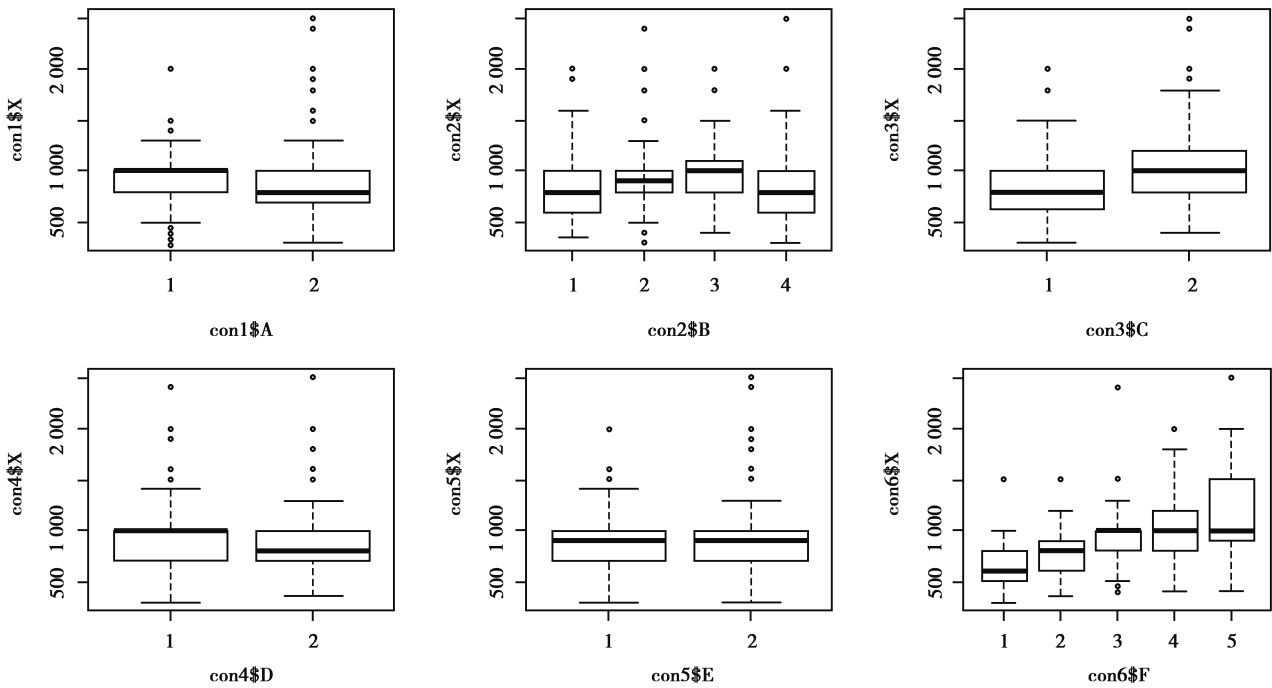 con1$X
2 000
1 000
500
1 2
con1$A
con2$X
2 000
1 000
500
1 2 3 4
con2$B
con3$X
2 000
1 000
500
1 2
con3$C
con4$X
2 000
1 000
500
1 2
con4$D
con5$X
2 000
1 000
500
1 2
con5$E
con6$X
2 000
1 000
500
1 2 3 4 5
con6$F